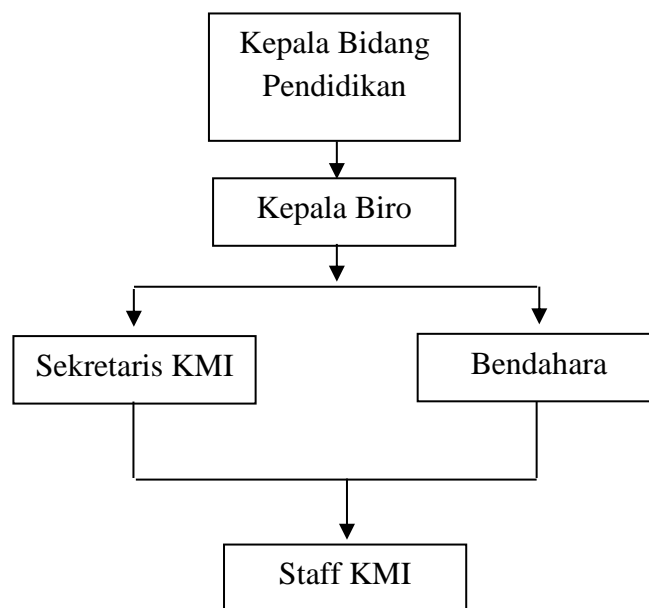 Kepala Bidang
Pendidikan
Kepala Biro
Sekretaris KMI
Bendahara
Staff KMI